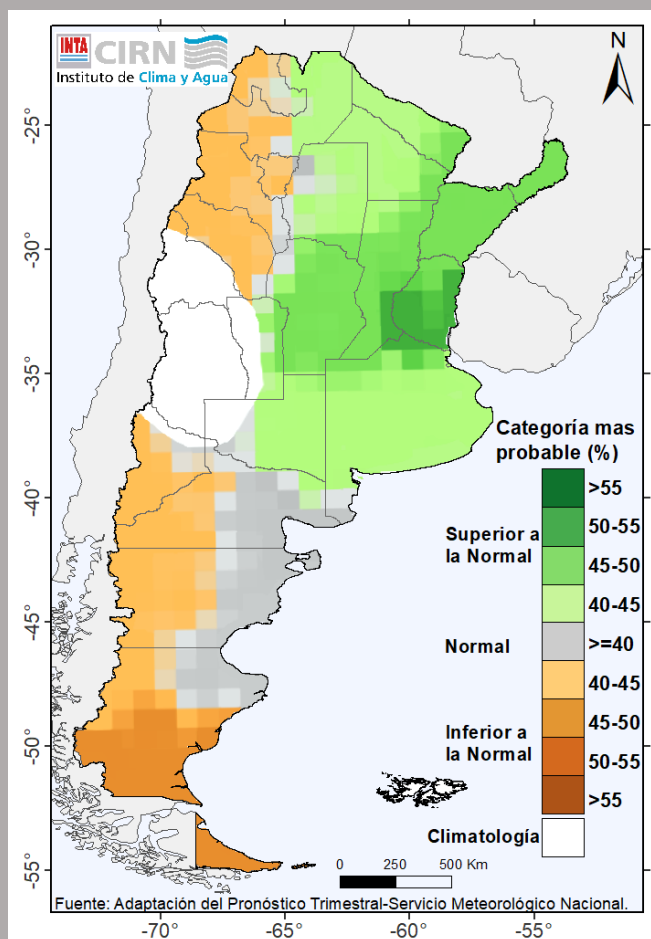 INTA CIRN
Instituto de Clima y Agua
N
-25°
-30°
-35°
-40°
-45°
-50°
-55°
Categoría mas
probable (%)
>55
50-55
Superior a
la Normal
45-50
40-45
Normal
>=40
40-45
45-50
Inferior a
la Normal
50-55
>55
Climatología
0 250 500 Km
Fuente: Adaptación del Pronóstico Trimestral-Servicio Meteorológico Nacional.
-70° -65° -60° -55°